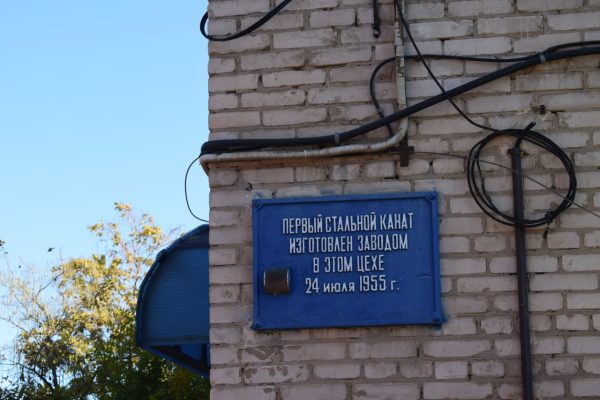 ПЕРВЫЙ СТАЛЬНОЙ КАНАТ
ИЗГОТОВЛЕН ЗАВОДОМ
В ЭТОМ ЦЕХЕ
24 июля 1955 г.